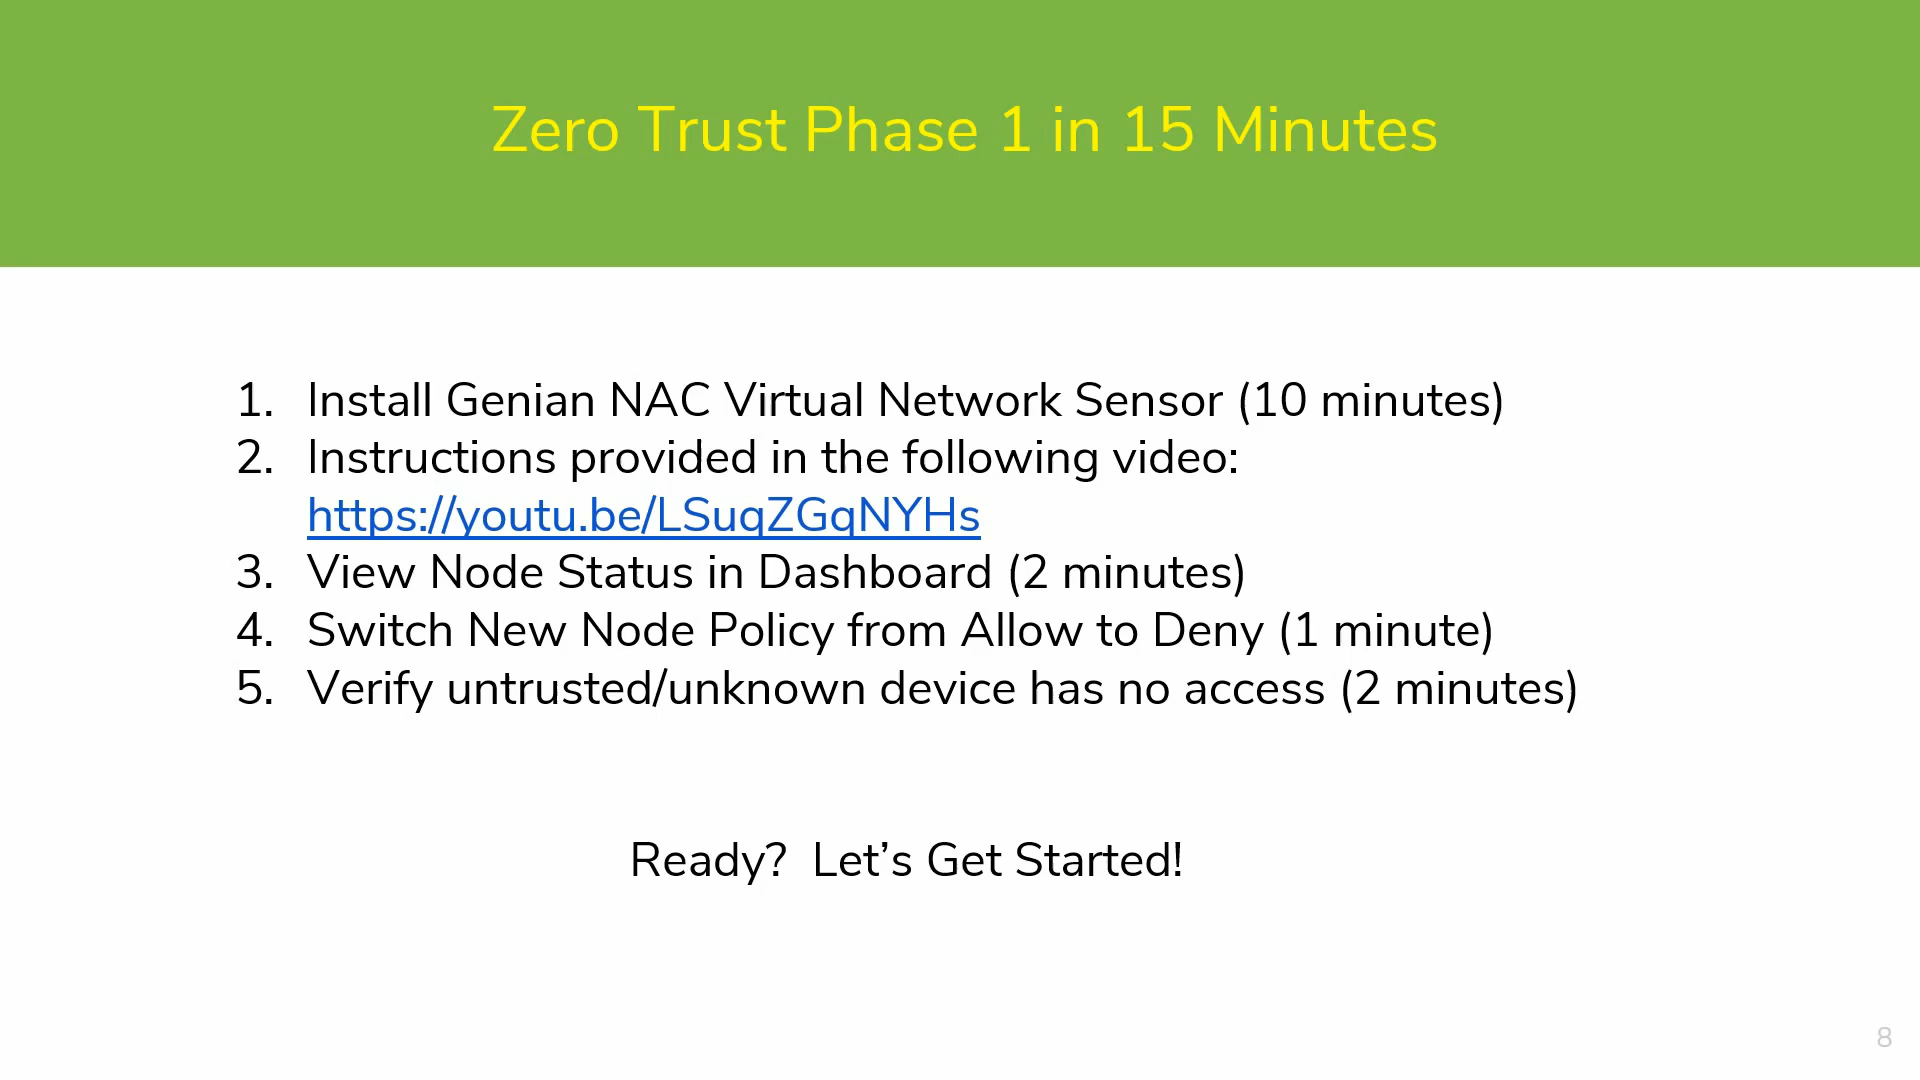 Zero Trust Phase 1 in 15 Minutes
1. Install Genian NAC Virtual Network Sensor (10 minutes)
2. Instructions provided in the following video:
https://youtu.be/LSuqZGqNYHs
3. View Node Status in Dashboard (2 minutes)
4. Switch New Node Policy from Allow to Deny (1 minute)
5. Verify untrusted/unknown device has no access (2 minutes)
Ready?  Let’s Get Started!
8